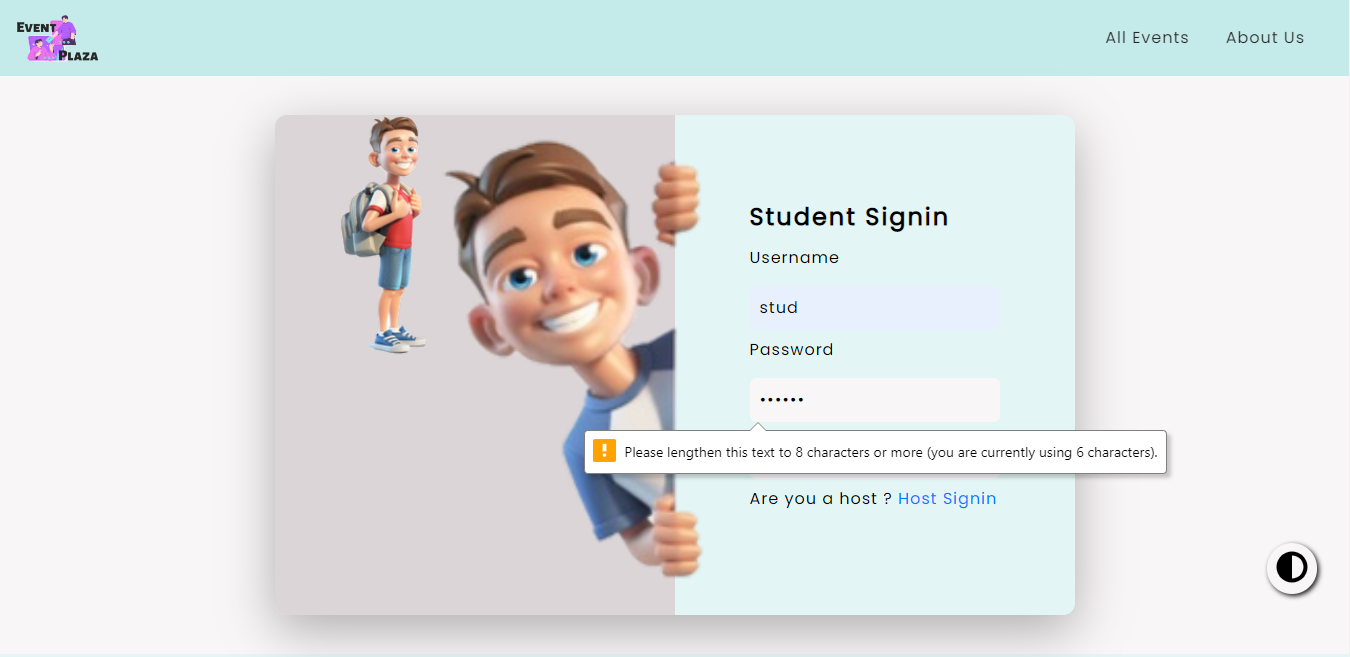 EVENT
PLAZA
All Events
About Us
Student Signin
Username
stud
Password
••••••
Please lengthen this text to 8 characters or more (you are currently using 6 characters).
Are you a host ? Host Signin